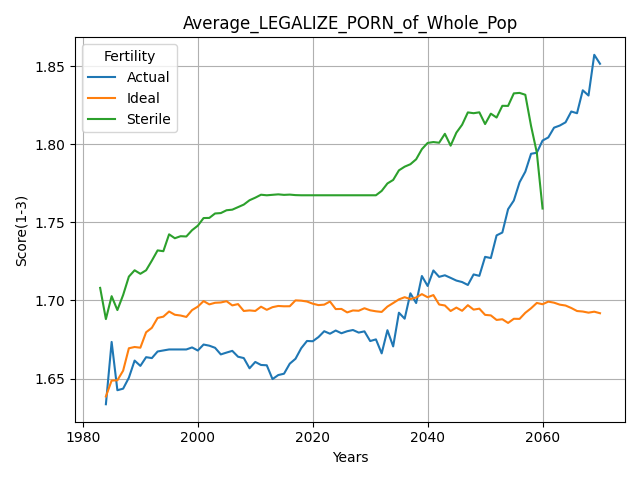 Average_LEGALIZE_PORN_of_Whole_Pop
Fertility
Actual
Ideal
Sterile
Score(1-3)
1.85
1.80
1.75
1.70
1.65
1980
2000
2020
2040
2060
Years